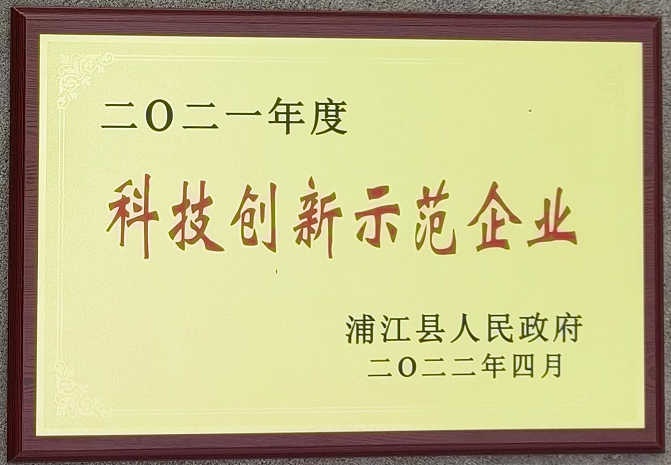 二〇二一年度
科技创新示范企业
浦江县人民政府
二〇二二年四月